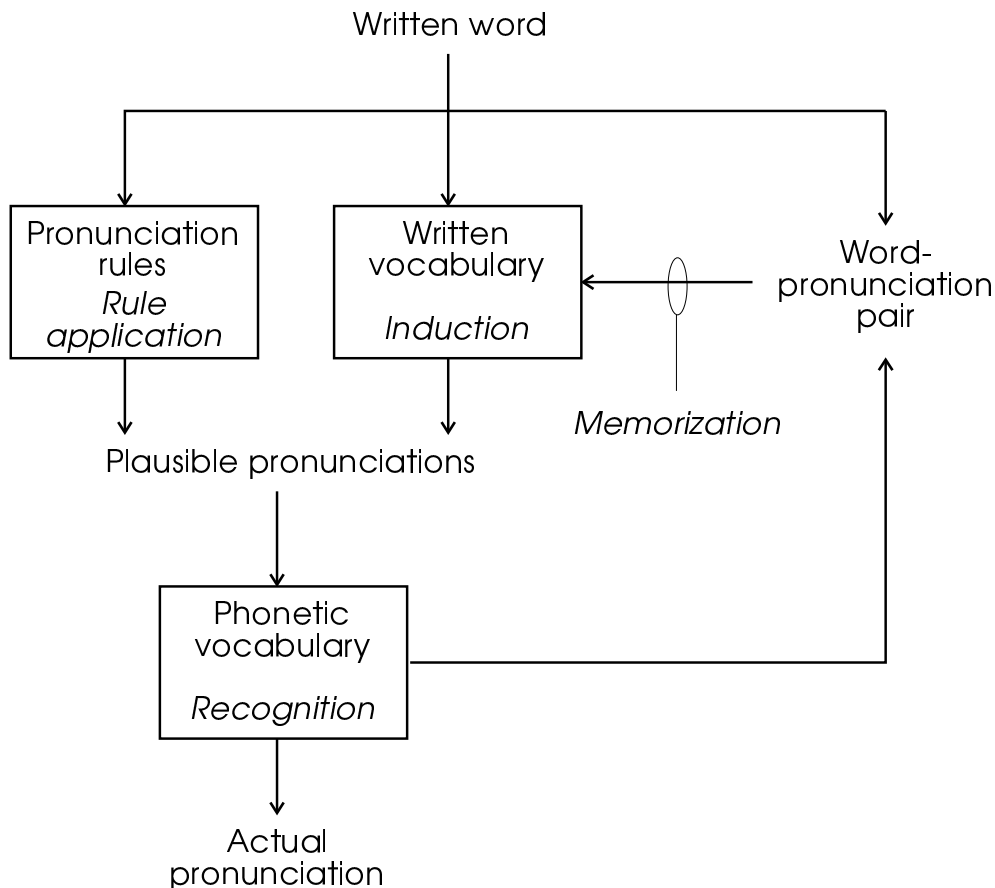 Written word
Pronunciation
rules
Rule
application
Written
vocabulary
Induction
Word-
pronunciation
pair
Memorization
Plausible pronunciations
Phonetic
vocabulary
Recognition
Actual
pronunciation